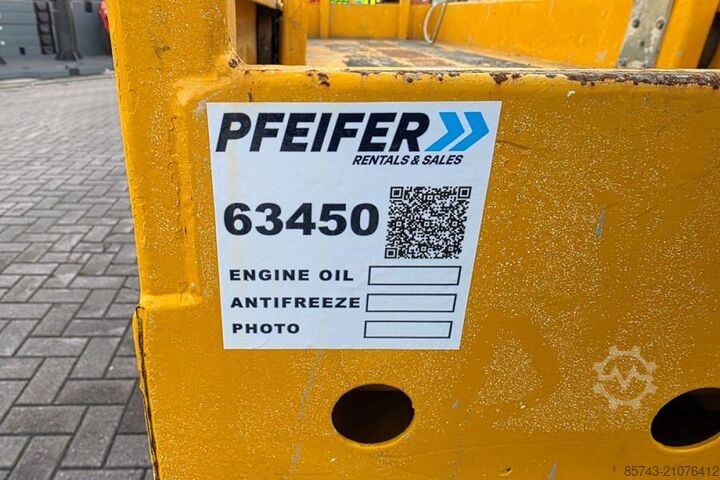 PFEIFER
RENTALS & SALES
63450
ENGINE OIL
ANTIFREEZE
PHOTO
85743-21076412